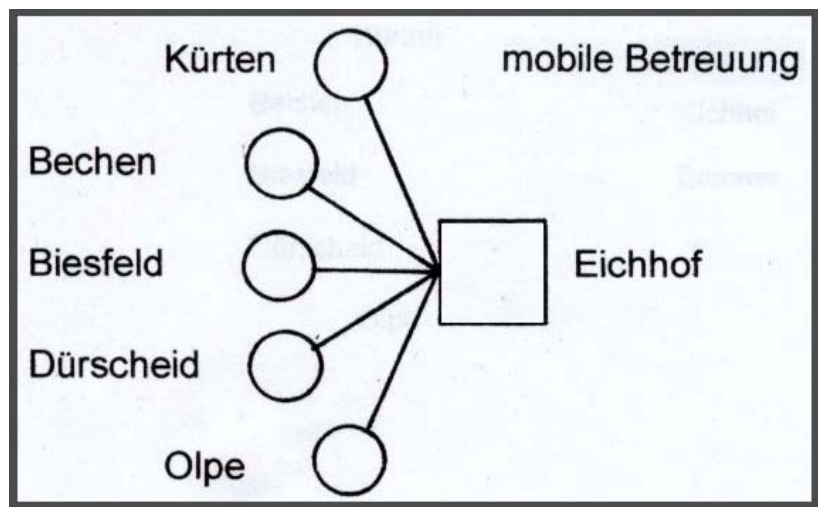 Kürten
mobile Betreuung
Bechen
Biesfeld
Eichhof
Dürscheid
Olpe